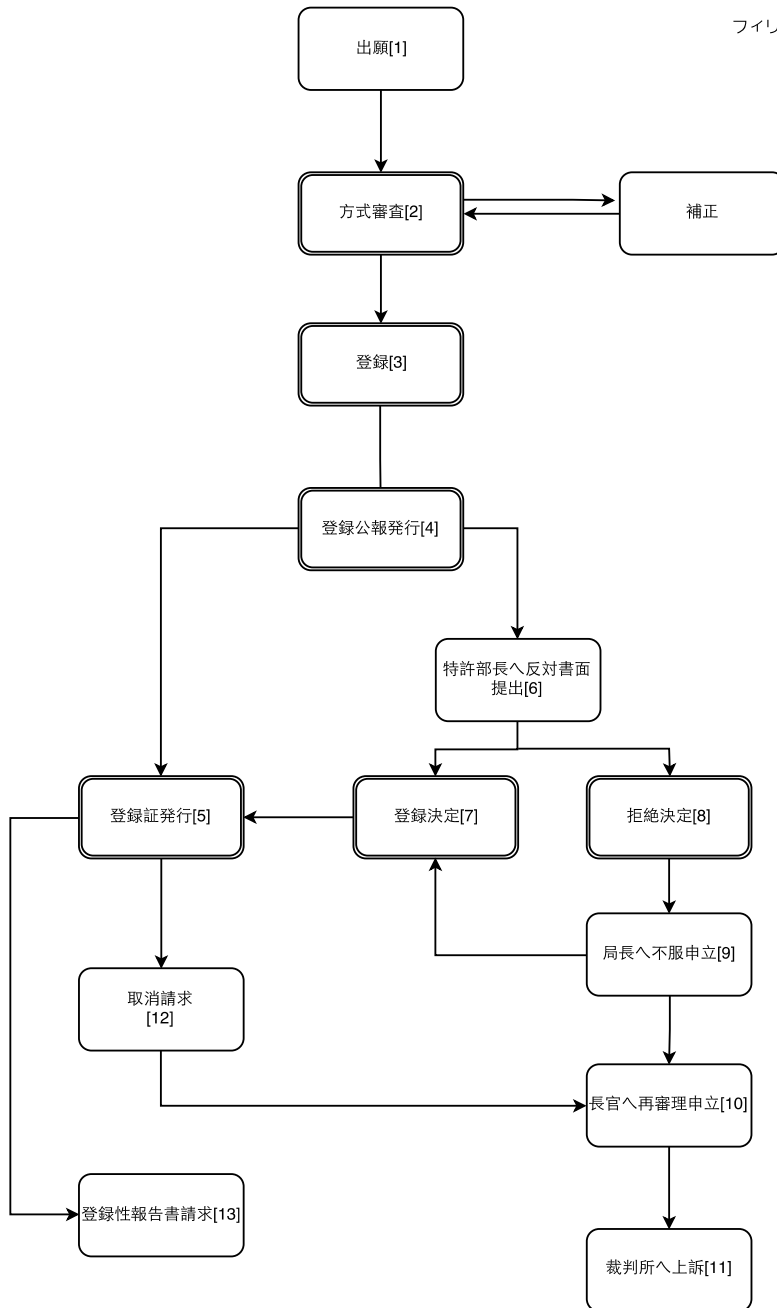 フィリ
出願[1]
方式審査[2]
補正
登録[3]
登録公報発行[4]
特許部長へ反対書面
提出[6]
登録証発行[5]
登録決定[7]
拒絶決定[8]
局長へ不服申立[9]
取消請求
[12]
長官へ再審理申立[10]
登録性報告書請求[13]
裁判所へ上訴[11]